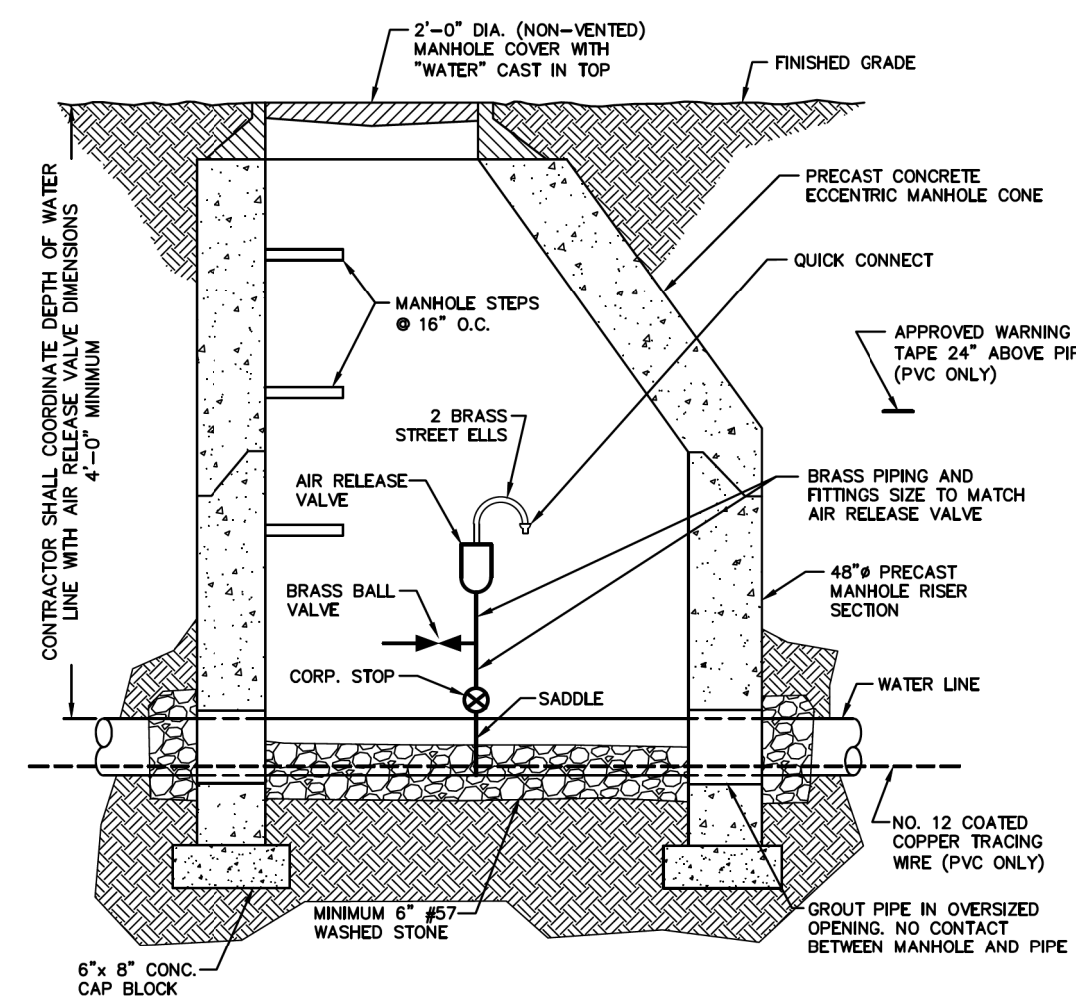 2'-0" DIA. (NON-VENTED)
MANHOLE COVER WITH
"WATER" CAST IN TOP
FINISHED GRADE
PRECAST CONCRETE
ECCENTRIC MANHOLE CONE
QUICK CONNECT
MANHOLE STEPS
@ 16" O.C.
APPROVED WARNING
TAPE 24" ABOVE PIP
(PVC ONLY)
CONTRACTOR SHALL COORDINATE DEPTH OF WATER
LINE WITH AIR RELEASE VALVE DIMENSIONS
4'-0" MINIMUM
2 BRASS
STREET ELLS
AIR RELEASE
VALVE
BRASS PIPING AND
FITTINGS SIZE TO MATCH
AIR RELEASE VALVE
48"ø PRECAST
MANHOLE RISER
SECTION
BRASS BALL
VALVE
CORP. STOP
SADDLE
WATER LINE
NO. 12 COATED
COPPER TRACING
WIRE (PVC ONLY)
MINIMUM 6" #57
WASHED STONE
GROUT PIPE IN OVERSIZED
OPENING. NO CONTACT
BETWEEN MANHOLE AND PIPE
6"x 8" CONC.
CAP BLOCK